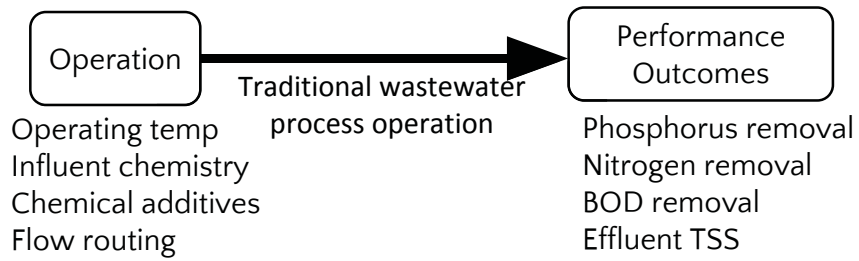 Operation
Traditional wastewater
process operation
Performance
Outcomes
Operating temp
Influent chemistry
Chemical additives
Flow routing
Phosphorus removal
Nitrogen removal
BOD removal
Effluent TSS